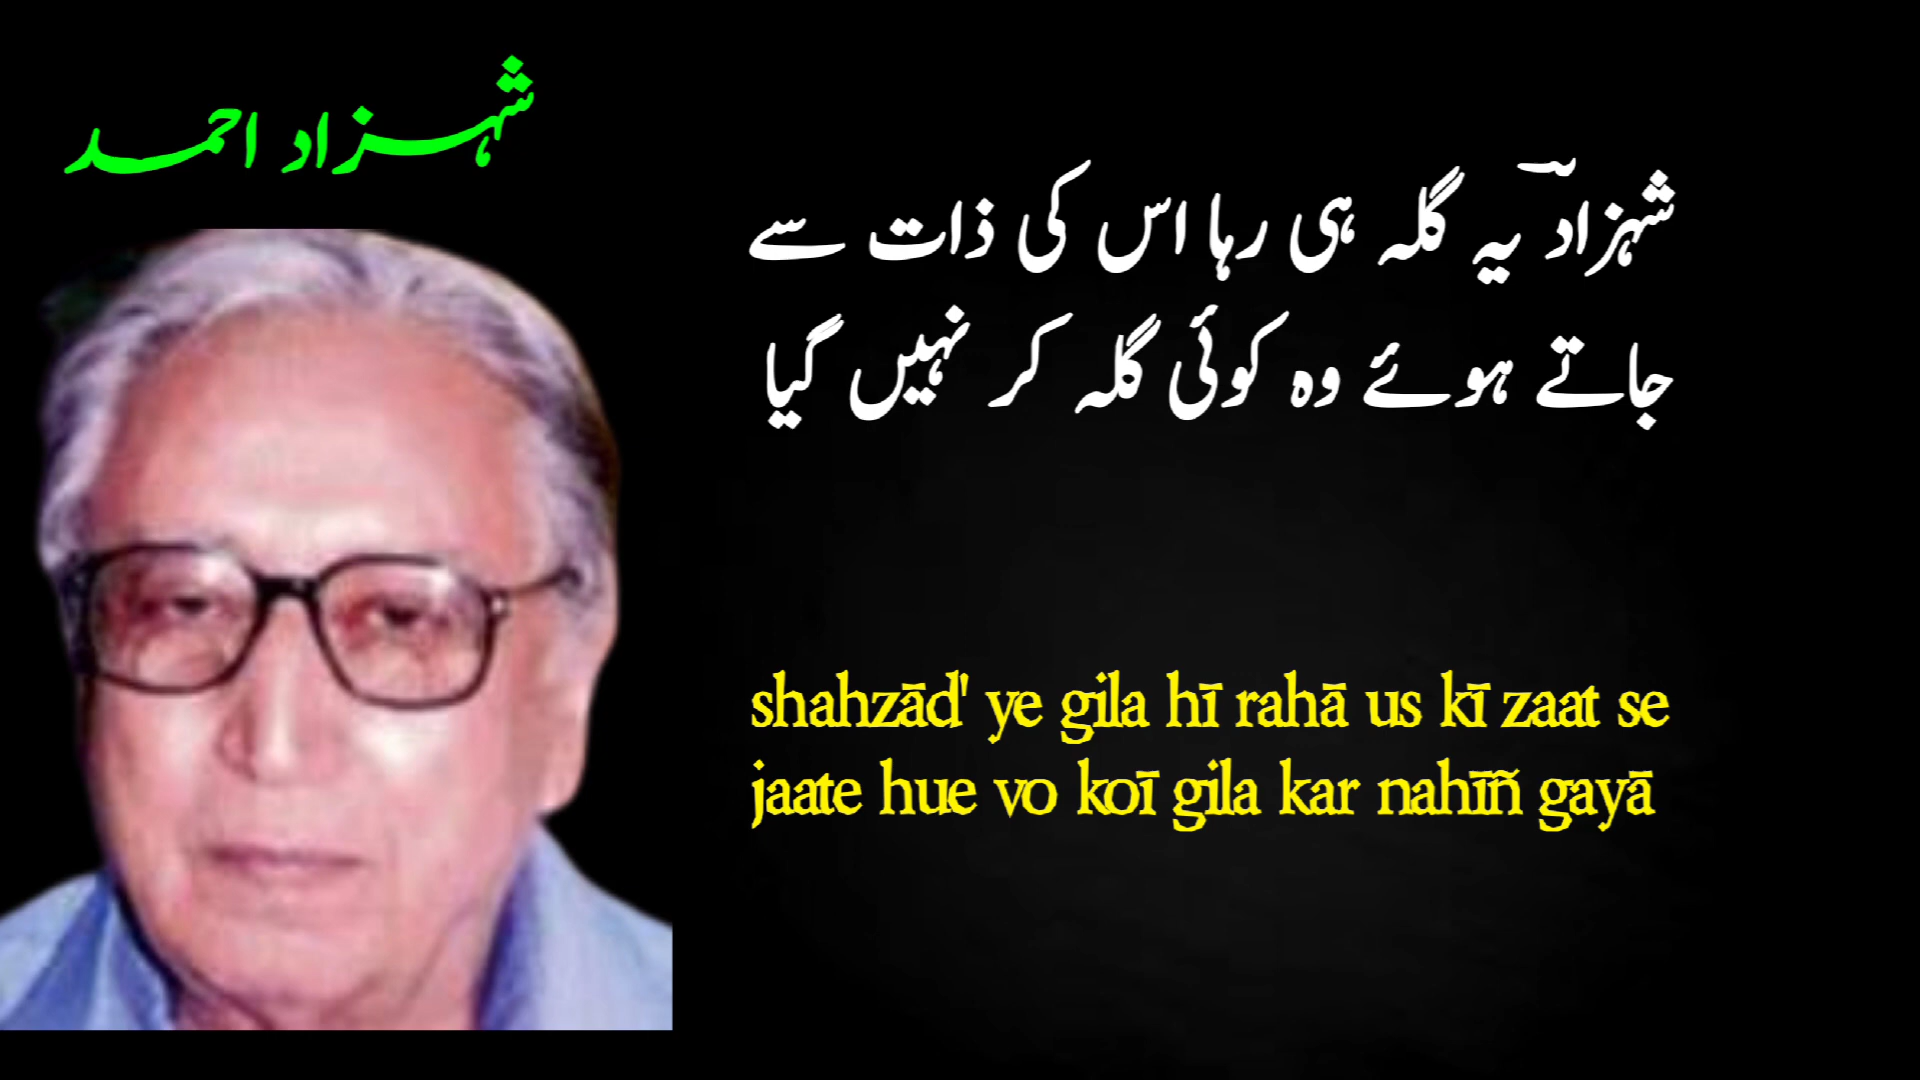 شہزاد احمد
شہزادؔ یہ گلہ ہی رہا اس کی ذات سے
جاتے ہوئے وہ کوئی گلہ کر نہیں گیا
shahzād' ye gila hī rahā us kī zaat se
jaate hue vo koī gila kar nahīñ gayā